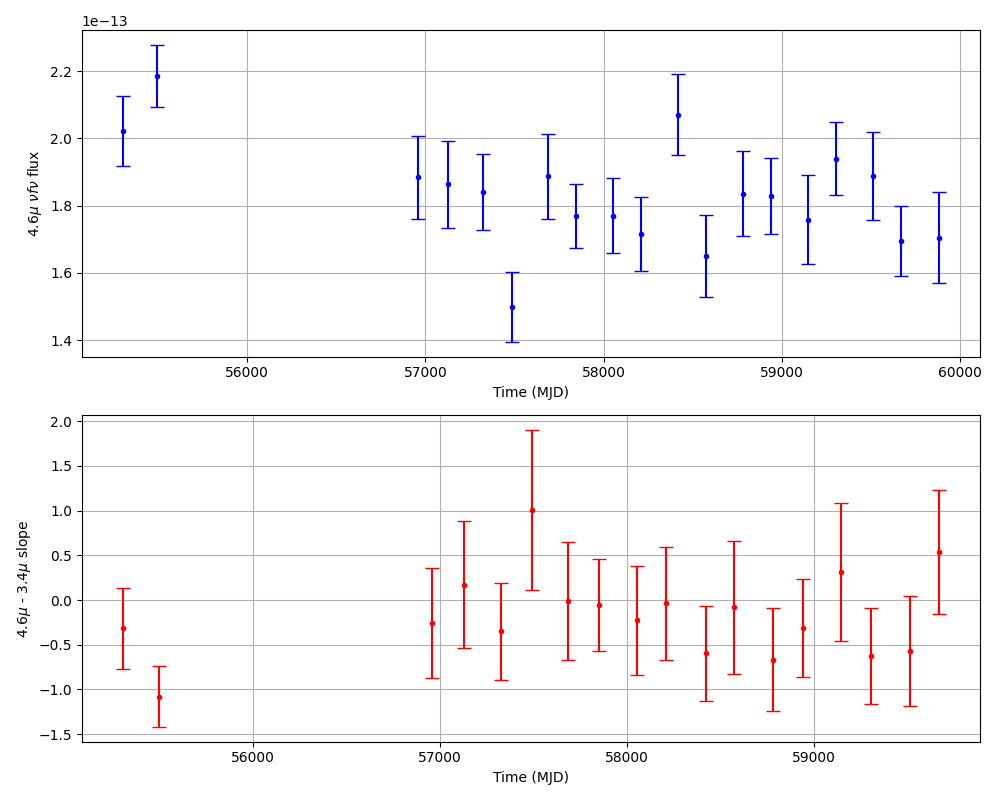 1e−13
2.2
2.0
1.8
1.6
1.4
4.6μ νfν flux
56000 57000 58000 59000 60000
Time (MJD)
2.0
1.5
1.0
0.5
0.0
−0.5
−1.0
−1.5
4.6μ - 3.4μ slope
56000 57000 58000 59000
Time (MJD)